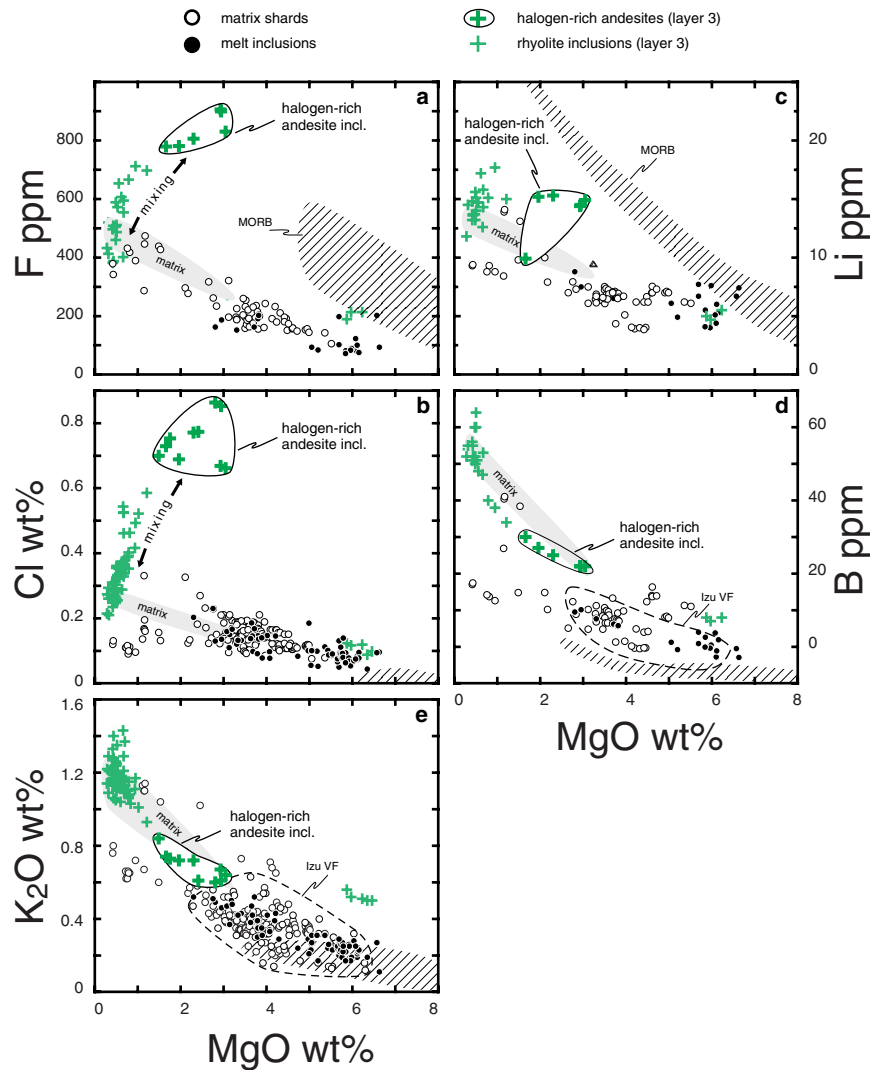 matrix shards
melt inclusions
halogen-rich andesites (layer 3)
rhyolite inclusions (layer 3)
a
F ppm
800
600
400
200
0
halogen-rich
andesite incl.
mixing
MORB
matrix
c
Li ppm
20
10
0
halogen-rich
andesite incl.
MORB
matrix
b
Cl wt%
0.8
0.6
0.4
0.2
0
halogen-rich
andesite incl.
mixing
matrix
d
B ppm
60
40
20
0
matrix
halogen-rich
andesite incl.
Izu VF
0 2 4 6 8
MgO wt%
e
K2O wt%
1.6
1.2
0.8
0.4
0
matrix
halogen-rich
andesite incl.
Izu VF
0 2 4 6 8
MgO wt%